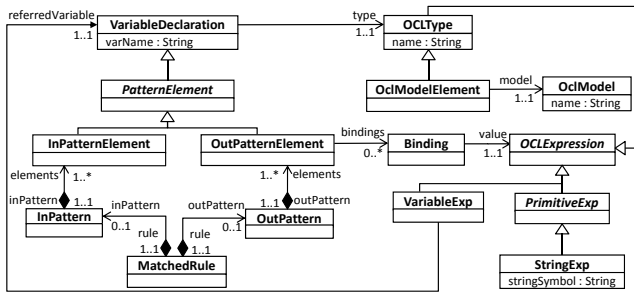 referredVariable
1..1
VariableDeclaration
varName : String
type
1..1
OCLType
name : String
PatternElement
OclModelElement
model
1..1
OclModel
name : String
InPatternElement
OutPatternElement
bindings
0..*
Binding
value
1..1
OCLExpression
elements
1..*
1..*
elements
inPattern
1..1
InPattern
inPattern
0..1
outPattern
0..1
1..1
outPattern
OutPattern
VariableExp
PrimitiveExp
rule
1..1
rule
1..1
MatchedRule
StringExp
stringSymbol : String